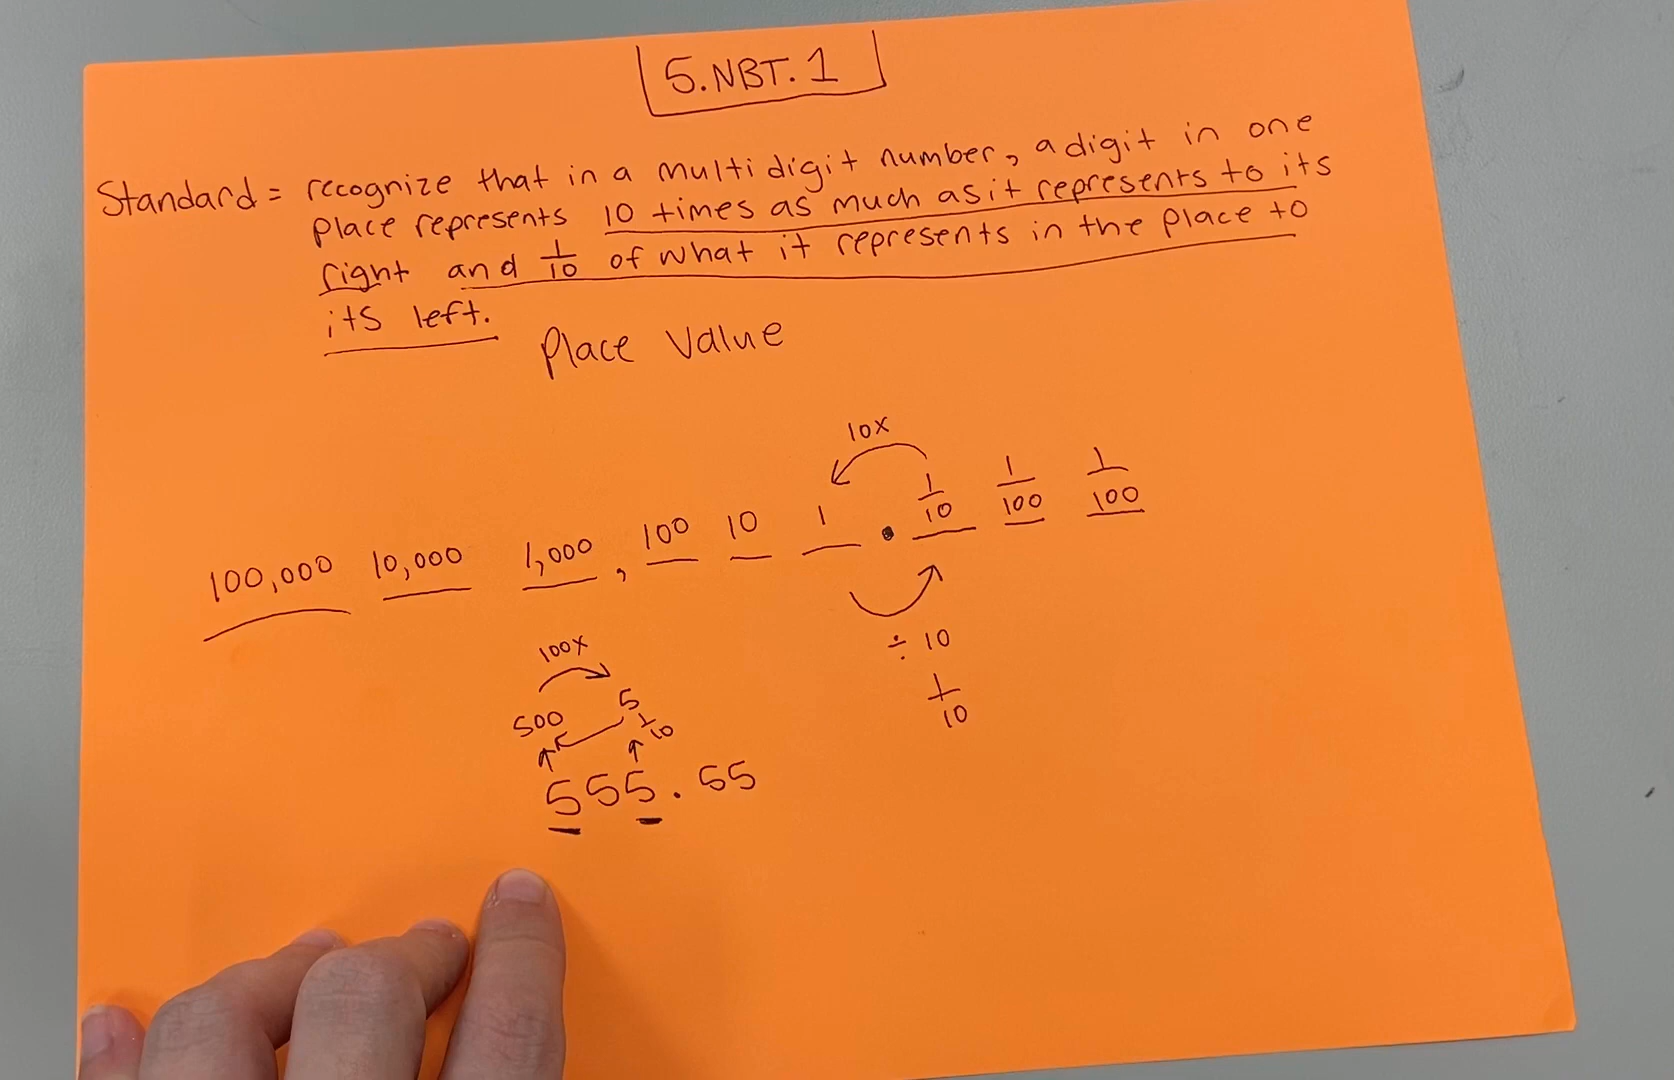 5.NBT.1
Standard = recognize that in a multi digit number, a digit in one
place represents 10 times as much as it represents to its
right and 1/10 of what it represents in the place to
its left.
Place Value
10x
100,000 10,000 1,000 , 100 10 1 . 1/10 1/100 1/100
÷ 10
1/10
100x
500 5
1/10
555.55